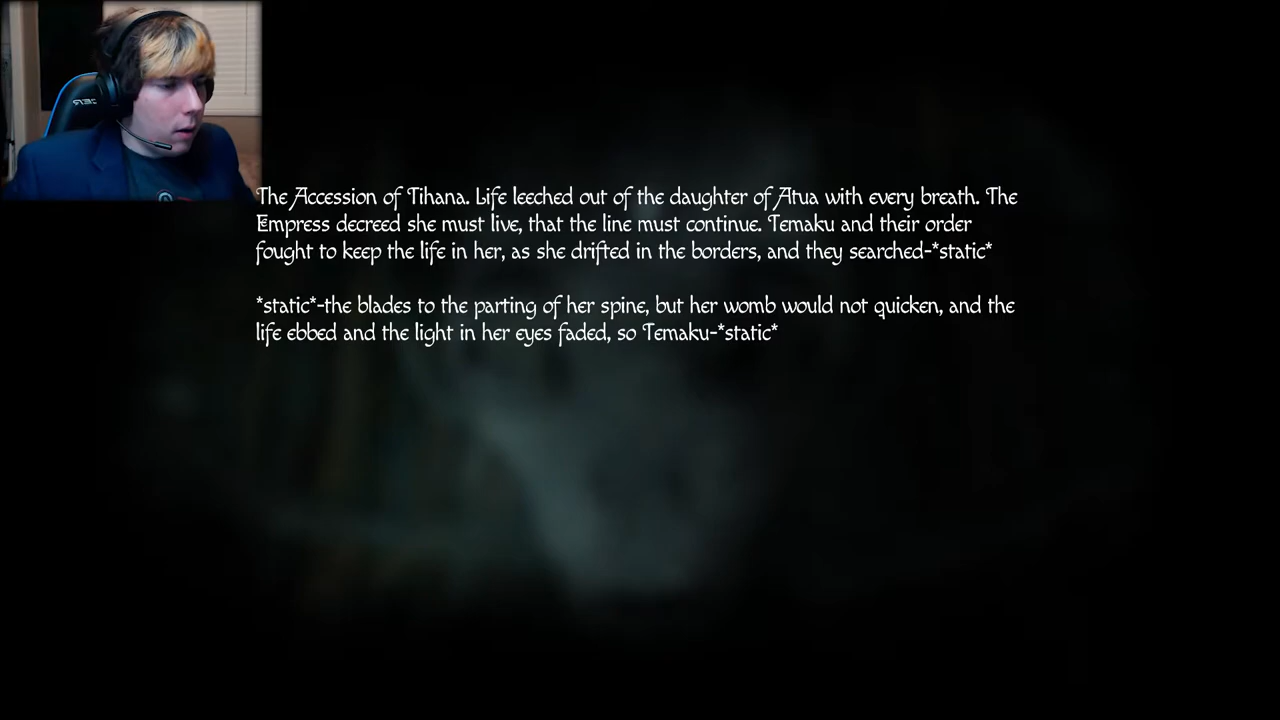 The Accession of Tihana. Life leeched out of the daughter of Atua with every breath. The
Empress decreed she must live, that the line must continue. Temaku and their order
fought to keep the life in her, as she drifted in the borders, and they searched-*static*
*static*-the blades to the parting of her spine, but her womb would not quicken, and the
life ebbed and the light in her eyes faded, so Temaku-*static*